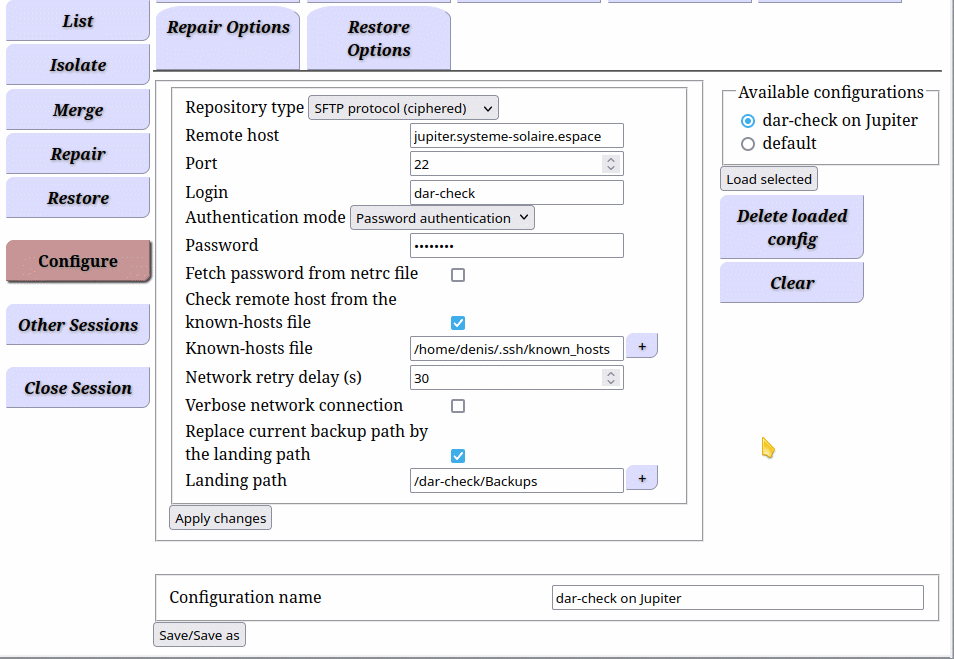 List
Isolate
Merge
Repair
Restore
Configure
Other Sessions
Close Session
Repair Options
Restore
Options
Repository type SFTP protocol (ciphered)
Remote host jupiter.systeme-solaire.espace
Port 22
Login dar-check
Authentication mode Password authentication
Password ••••••••
Fetch password from netrc file
Check remote host from the
known-hosts file
Known-hosts file /home/denis/.ssh/known_hosts +
Network retry delay (s) 30
Verbose network connection
Replace current backup path by
the landing path
Landing path /dar-check/Backups +
Apply changes
Available configurations
dar-check on Jupiter
default
Load selected
Delete loaded
config
Clear
Configuration name dar-check on Jupiter
Save/Save as